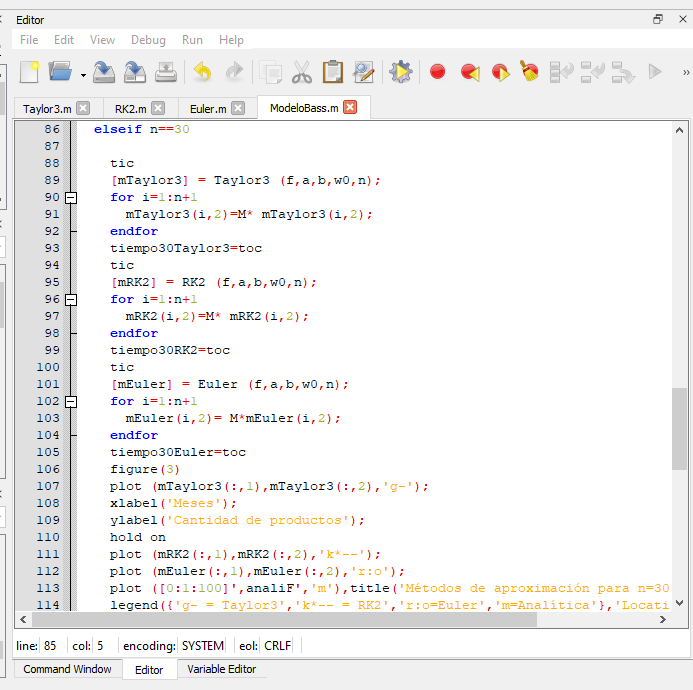 Editor
File Edit View Debug Run Help
Taylor3.m RK2.m Euler.m ModeloBass.m
86 elseif n==30
87
88 tic
89 [mTaylor3] = Taylor3 (f,a,b,w0,n);
90 for i=1:n+1
91 mTaylor3(i,2)=M* mTaylor3(i,2);
92 endfor
93 tiempo30Taylor3=toc
94 tic
95 [mRK2] = RK2 (f,a,b,w0,n);
96 for i=1:n+1
97 mRK2(i,2)=M* mRK2(i,2);
98 endfor
99 tiempo30RK2=toc
100 tic
101 [mEuler] = Euler (f,a,b,w0,n);
102 for i=1:n+1
103 mEuler(i,2)= M*mEuler(i,2);
104 endfor
105 tiempo30Euler=toc
106 figure(3)
107 plot (mTaylor3(:,1),mTaylor3(:,2),'g-');
108 xlabel('Meses');
109 ylabel('Cantidad de productos');
110 hold on
111 plot (mRK2(:,1),mRK2(:,2),'k*--');
112 plot (mEuler(:,1),mEuler(:,2),'r:o');
113 plot ([0:1:100]',analiF','m'),title('Métodos de aproximación para n=30
114 legend({'g- = Taylor3','k*-- = RK2','r:o=Euler','m=Analítica'},'Locati
line: 85 col: 5 encoding: SYSTEM eol: CRLF
Command Window Editor Variable Editor